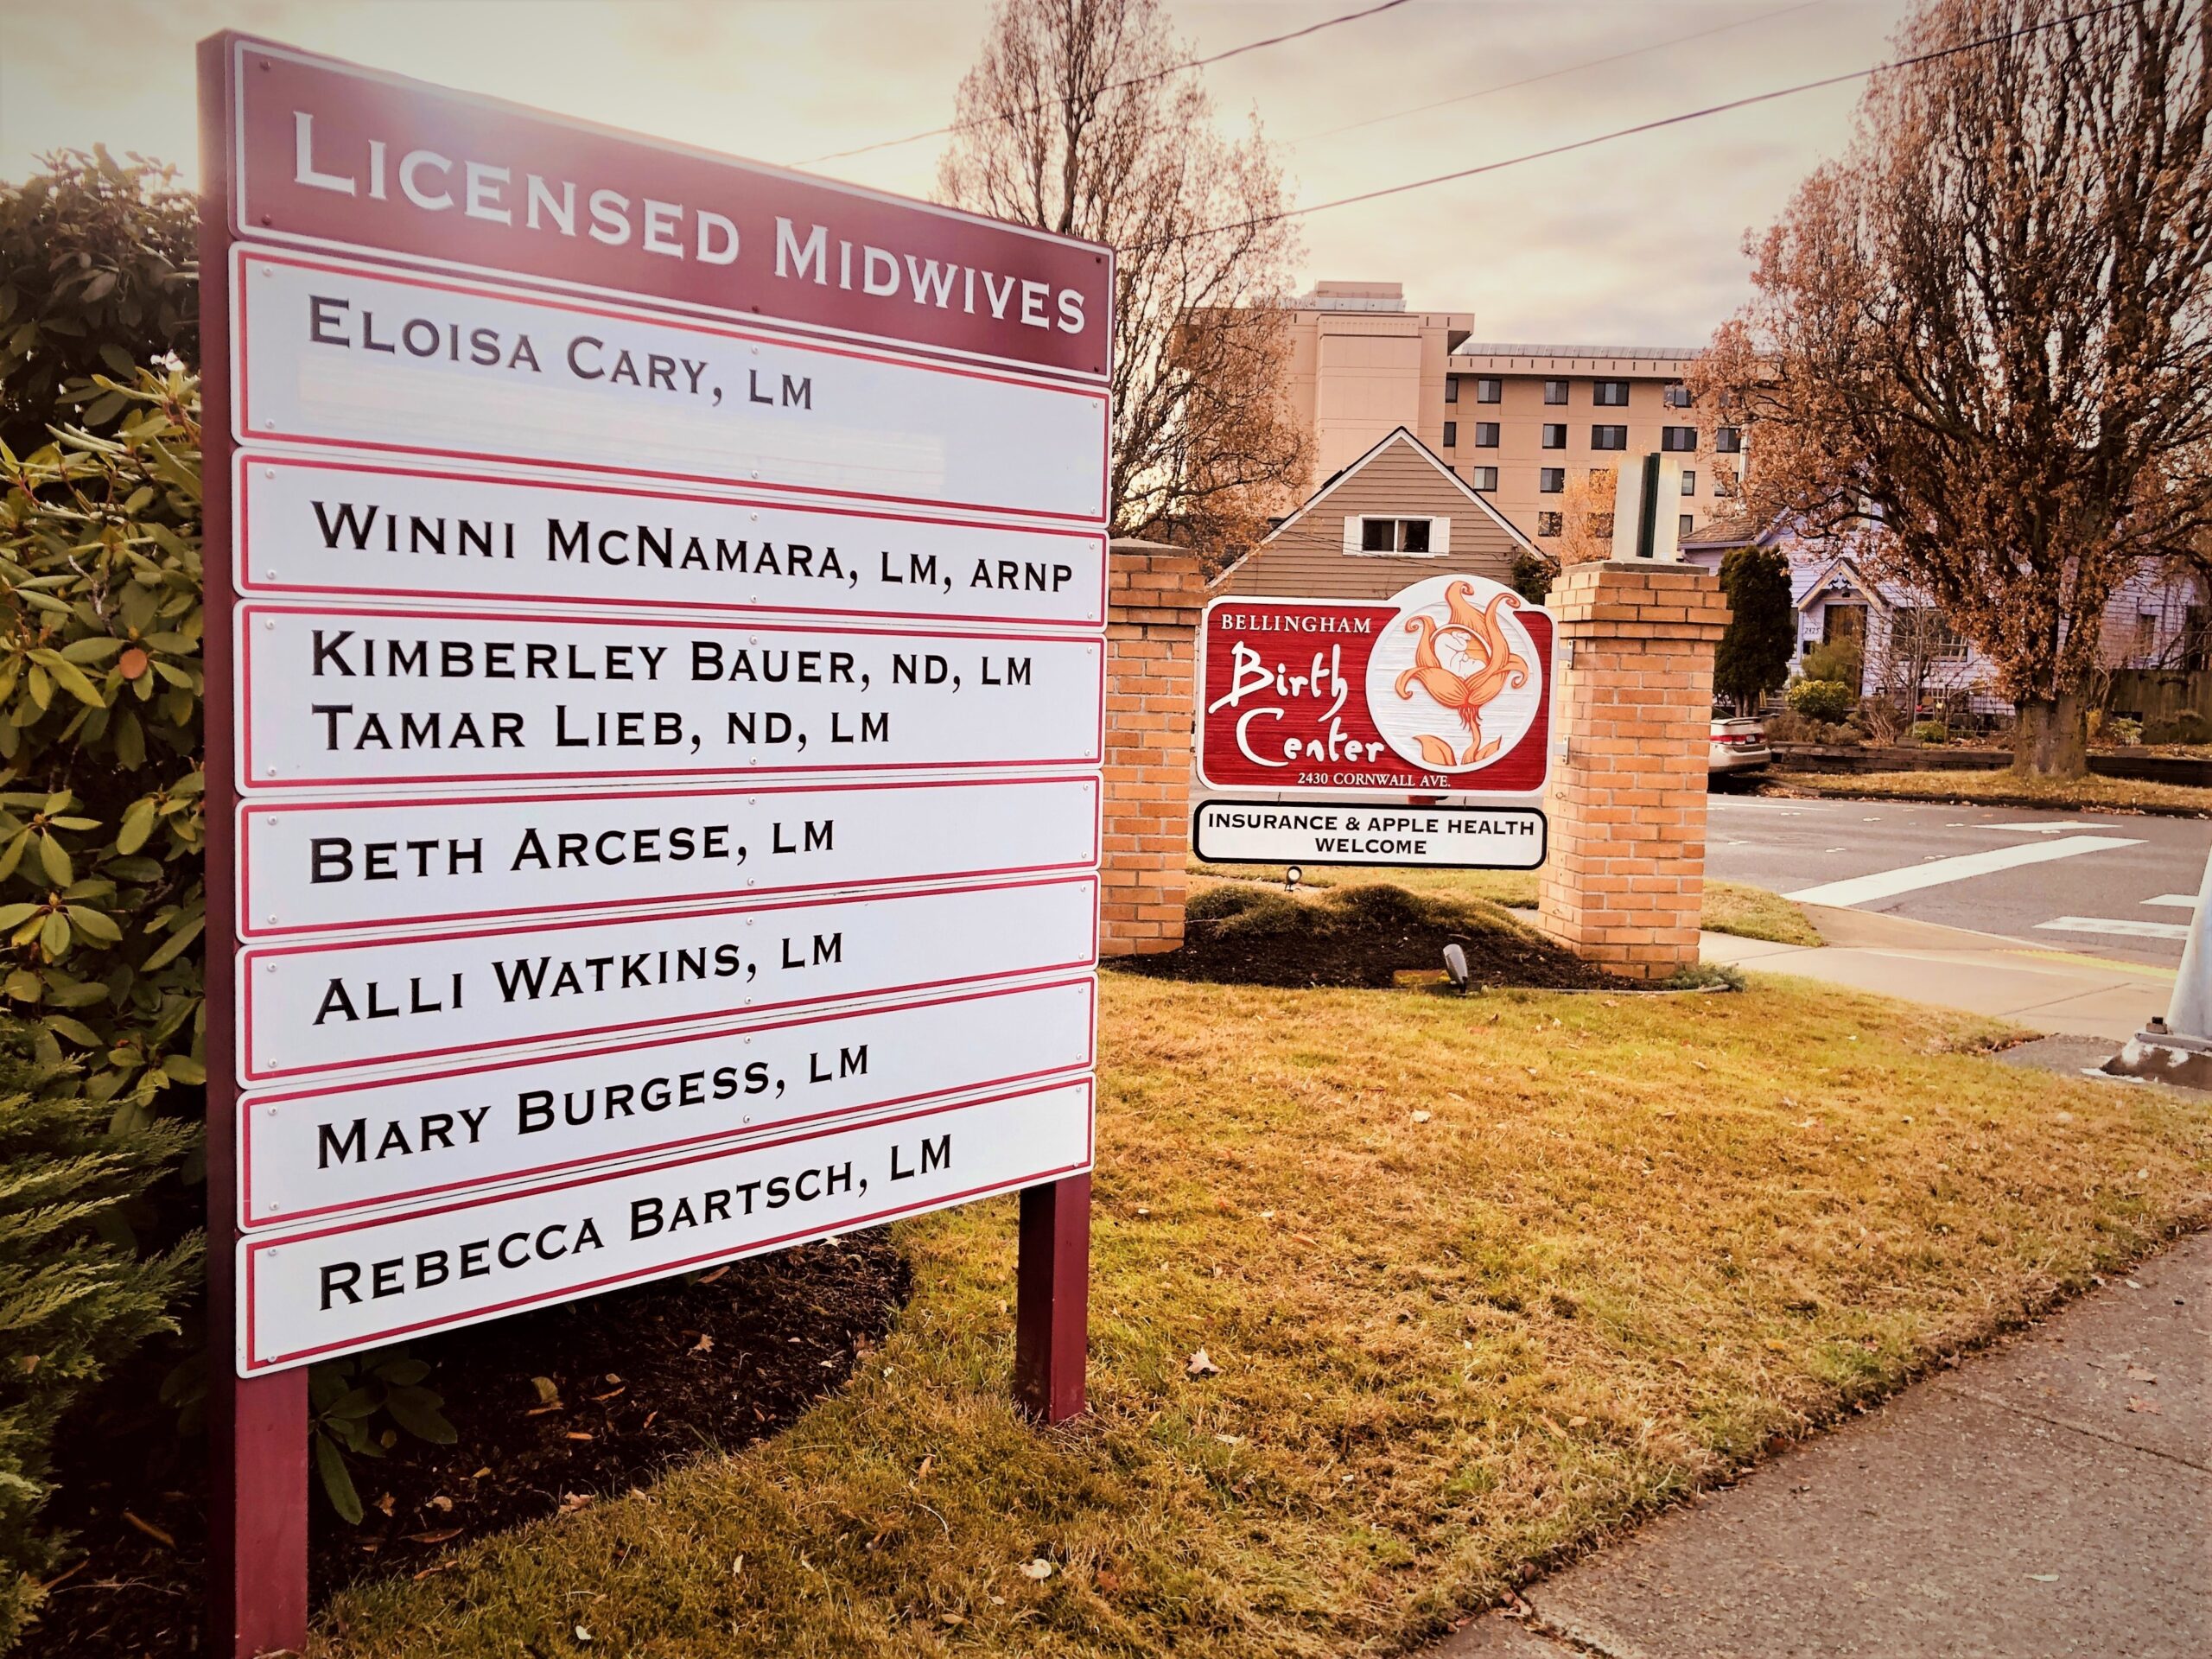 LICENSED MIDWIVES
ELOISA CARY, LM
WINNI MCNAMARA, LM, ARNP
KIMBERLEY BAUER, ND, LM
TAMAR LIEB, ND, LM
BETH ARCESE, LM
ALLI WATKINS, LM
MARY BURGESS, LM
REBECCA BARTSCH, LM
BELLINGHAM
Birth
Center
2430 CORNWALL AVE.
INSURANCE & APPLE HEALTH
WELCOME